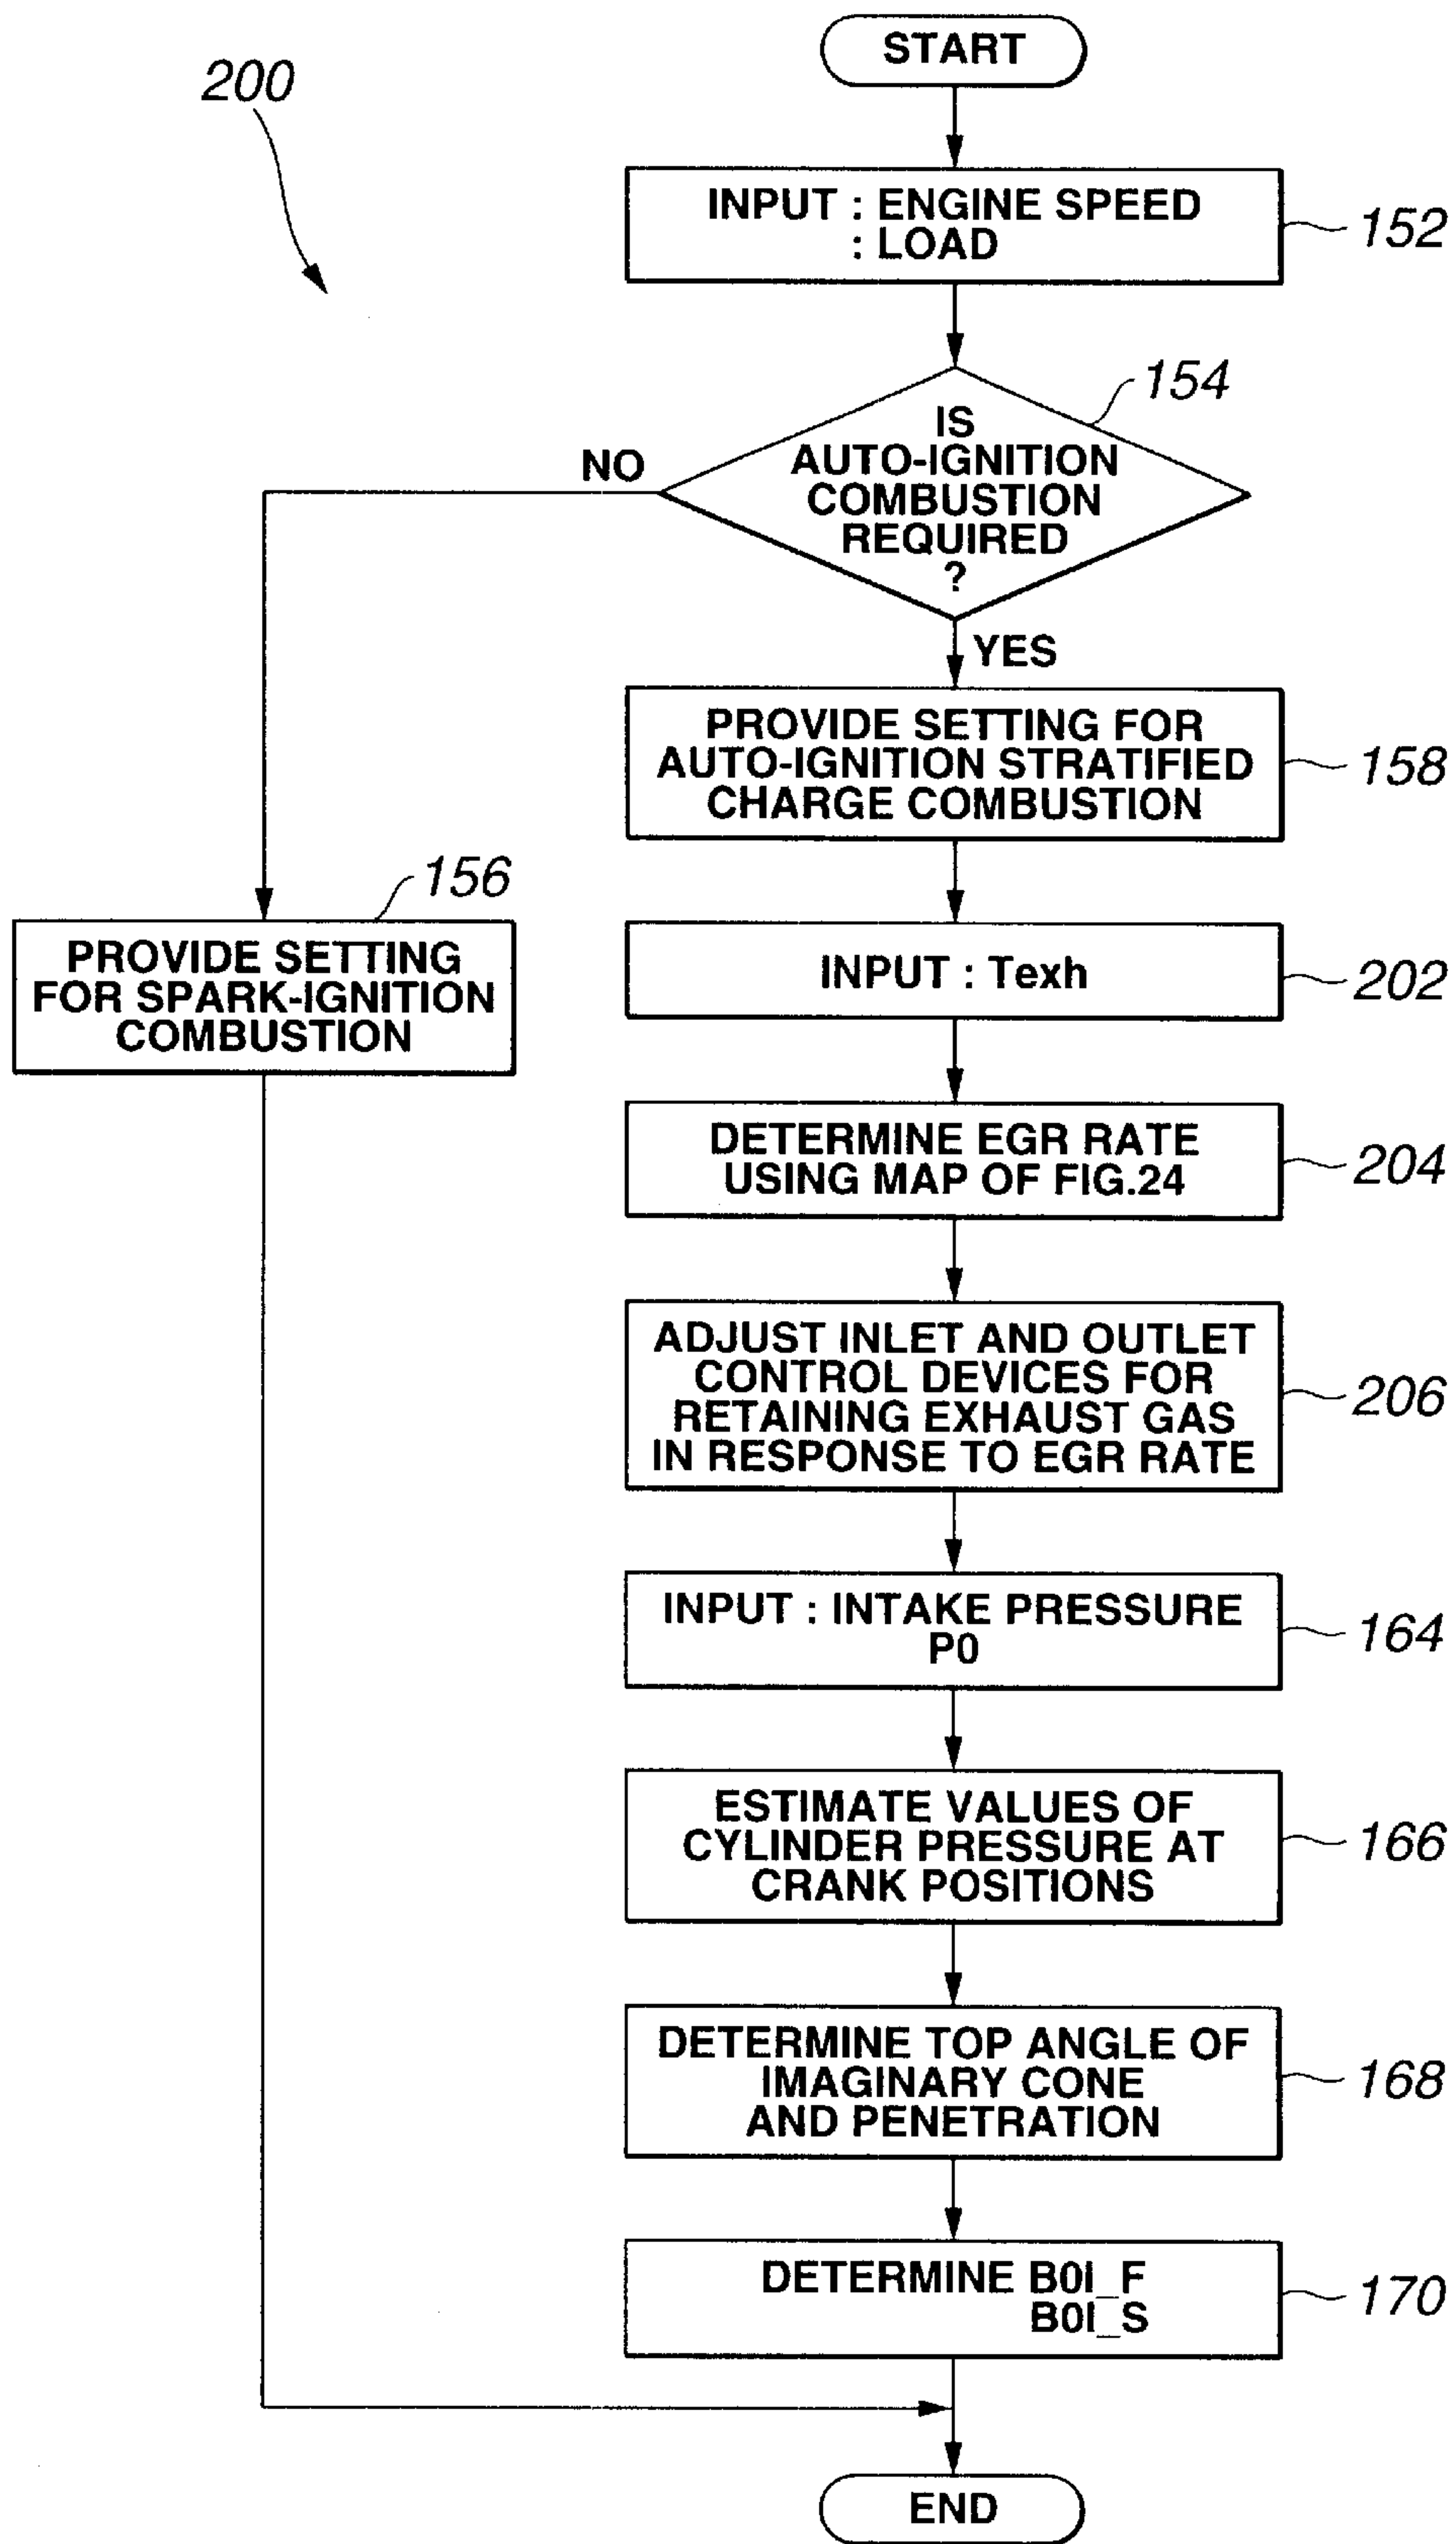 START
200
INPUT : ENGINE SPEED
: LOAD
152
154
IS
AUTO-IGNITION
COMBUSTION
REQUIRED
?
NO
YES
PROVIDE SETTING FOR
AUTO-IGNITION STRATIFIED
CHARGE COMBUSTION
158
156
PROVIDE SETTING
FOR SPARK-IGNITION
COMBUSTION
INPUT : Texh
202
DETERMINE EGR RATE
USING MAP OF FIG.24
204
ADJUST INLET AND OUTLET
CONTROL DEVICES FOR
RETAINING EXHAUST GAS
IN RESPONSE TO EGR RATE
206
INPUT : INTAKE PRESSURE
P0
164
ESTIMATE VALUES OF
CYLINDER PRESSURE AT
CRANK POSITIONS
166
DETERMINE TOP ANGLE OF
IMAGINARY CONE
AND PENETRATION
168
DETERMINE B0I_F
B0I_S
170
END